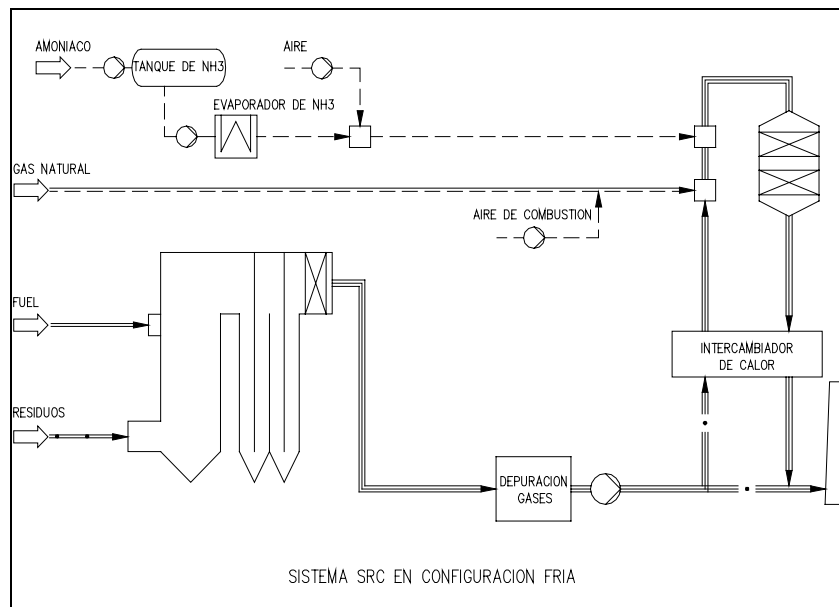 AMONIACO
TANQUE DE NH3
AIRE
EVAPORADOR DE NH3
GAS NATURAL
AIRE DE COMBUSTION
FUEL
INTERCAMBIADOR
DE CALOR
RESIDUOS
DEPURACION
GASES
SISTEMA SRC EN CONFIGURACION FRIA